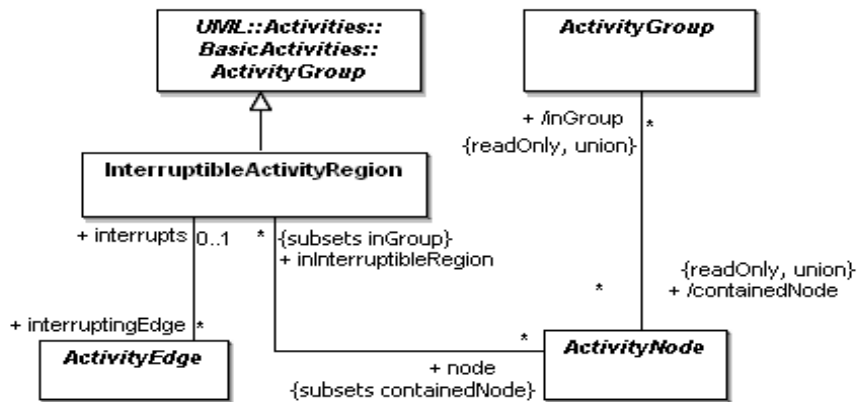 UML::Activities::
BasicActivities::
ActivityGroup
ActivityGroup
+ /inGroup
*
{readOnly, union}
InterruptibleActivityRegion
+ interrupts
0..1
*
{subsets inGroup}
+ inInterruptibleRegion
{readOnly, union}
*
+ /containedNode
+ interruptingEdge
*
*
ActivityEdge
ActivityNode
+ node
{subsets containedNode}